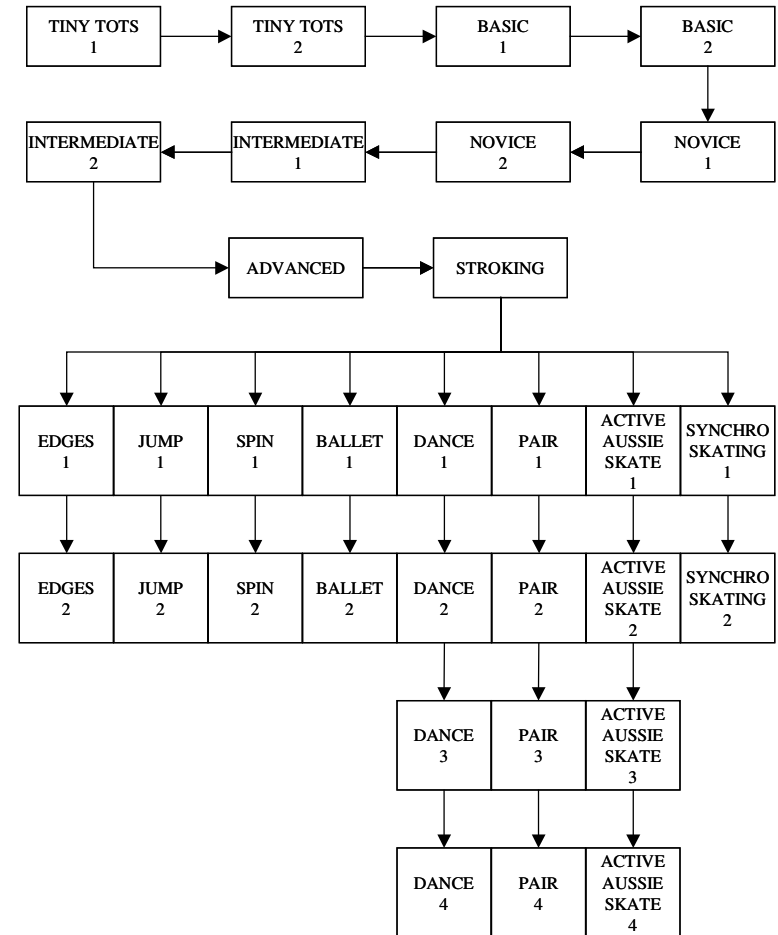 TINY TOTS
1
TINY TOTS
2
BASIC
1
BASIC
2
INTERMEDIATE
2
INTERMEDIATE
1
NOVICE
2
NOVICE
1
ADVANCED
STROKING
EDGES
1
JUMP
1
SPIN
1
BALLET
1
DANCE
1
PAIR
1
ACTIVE
AUSSIE
SKATE
1
SYNCHRO
SKATING
1
EDGES
2
JUMP
2
SPIN
2
BALLET
2
DANCE
2
PAIR
2
ACTIVE
AUSSIE
SKATE
2
SYNCHRO
SKATING
2
DANCE
3
PAIR
3
ACTIVE
AUSSIE
SKATE
3
DANCE
4
PAIR
4
ACTIVE
AUSSIE
SKATE
4